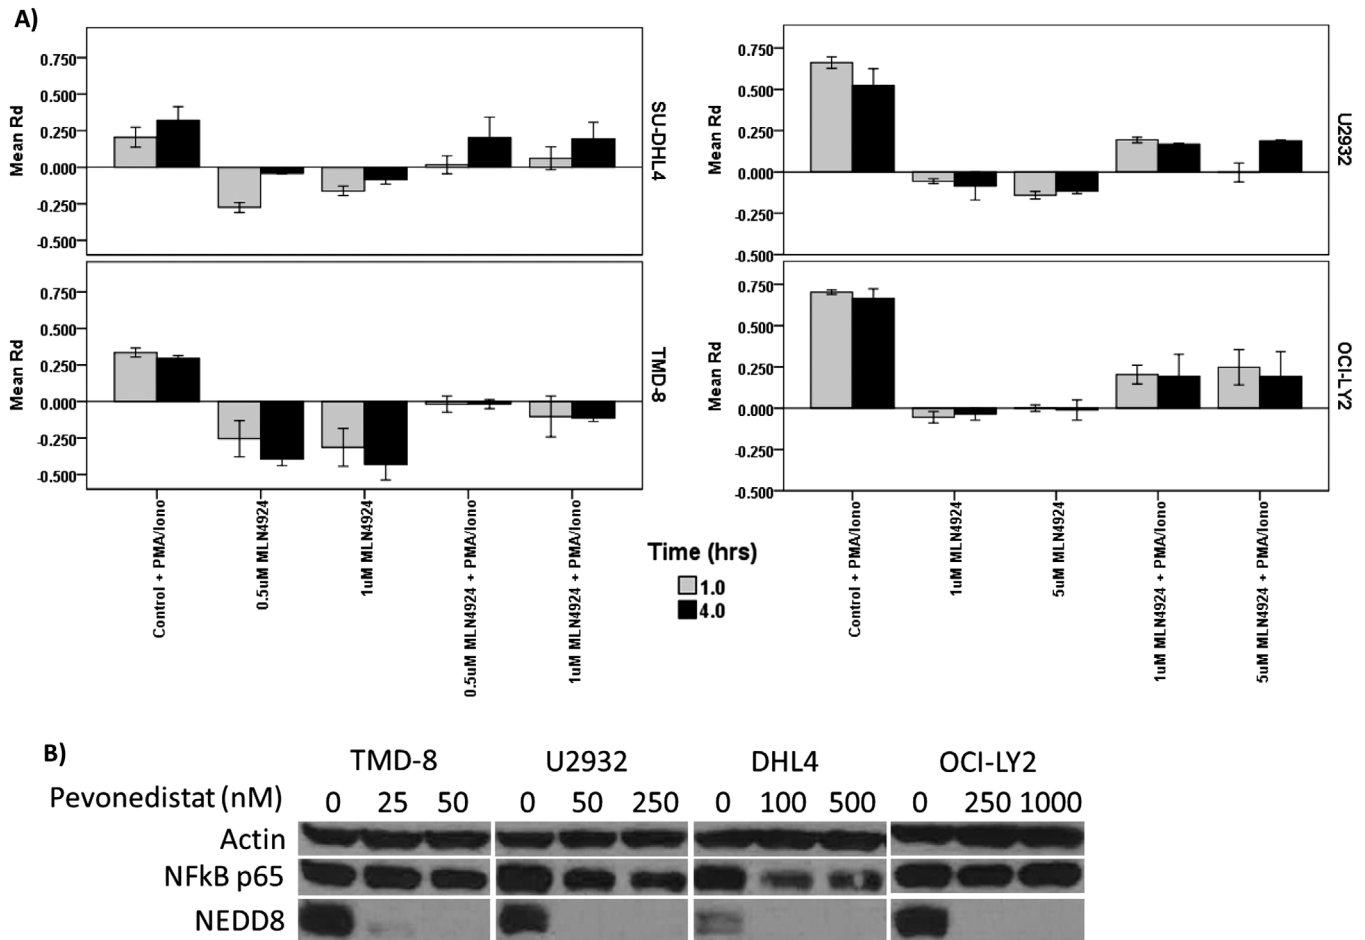 A)
Mean Rd
0.750
0.500
0.250
0.000
-0.250
-0.500
SU-DHL4
Mean Rd
0.750
0.500
0.250
0.000
-0.250
-0.500
TMD-8
Control + PMA/Iono
0.5uM MLN4924
1uM MLN4924
0.5uM MLN4924 + PMA/Iono
1uM MLN4924 + PMA/Iono
Mean Rd
0.750
0.500
0.250
0.000
-0.250
-0.500
U2932
Mean Rd
0.750
0.500
0.250
0.000
-0.250
-0.500
OCI-LY2
Control + PMA/Iono
1uM MLN4924
5uM MLN4924
1uM MLN4924 + PMA/Iono
5uM MLN4924 + PMA/Iono
Time (hrs)
1.0
4.0
B)
TMD-8 U2932 DHL4 OCI-LY2
Pevonedistat (nM) 0 25 50 0 50 250 0 100 500 0 250 1000
Actin
NFkB p65
NEDD8